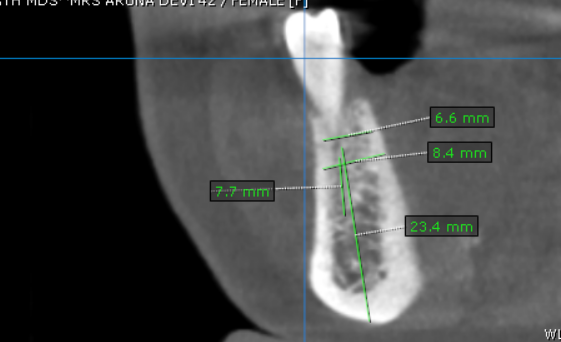 MDS' 'MRS ARUNA DEVI 42 / FEMALE [F]
6.6 mm
8.4 mm
7.7 mm
23.4 mm
WL